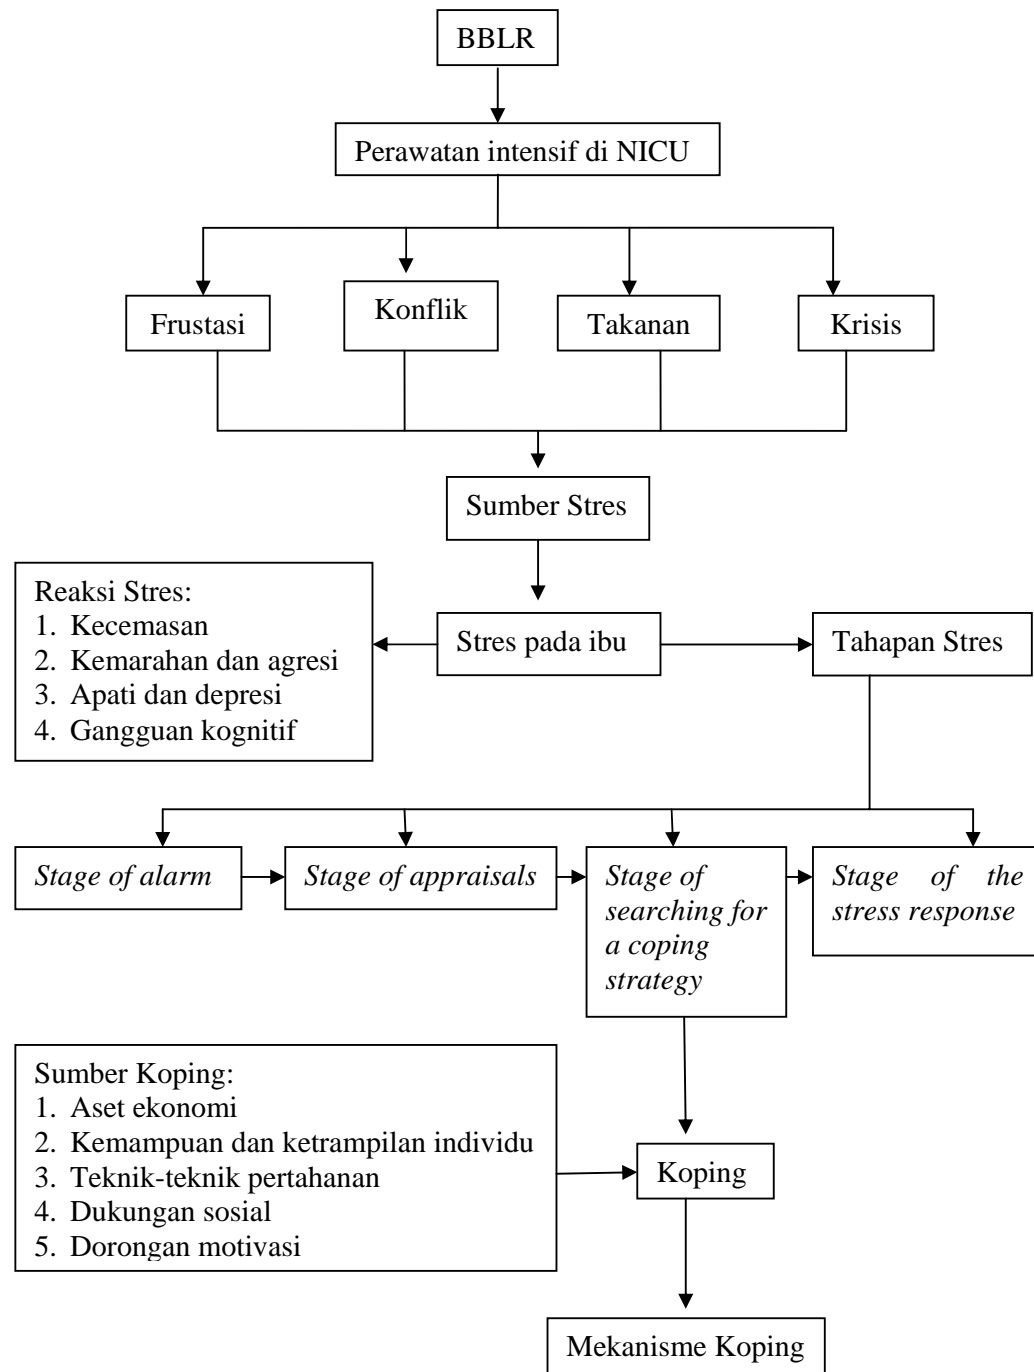 BBLR
Perawatan intensif di NICU
Frustasi
Konflik
Takanan
Krisis
Sumber Stres
Reaksi Stres:
1. Kecemasan
2. Kemarahan dan agresi
3. Apati dan depresi
4. Gangguan kognitif
Stres pada ibu
Tahapan Stres
Stage of alarm
Stage of appraisals
Stage of
searching for
a coping
strategy
Stage of the
stress response
Sumber Koping:
1. Aset ekonomi
2. Kemampuan dan ketrampilan individu
3. Teknik-teknik pertahanan
4. Dukungan sosial
5. Dorongan motivasi
Koping
Mekanisme Koping